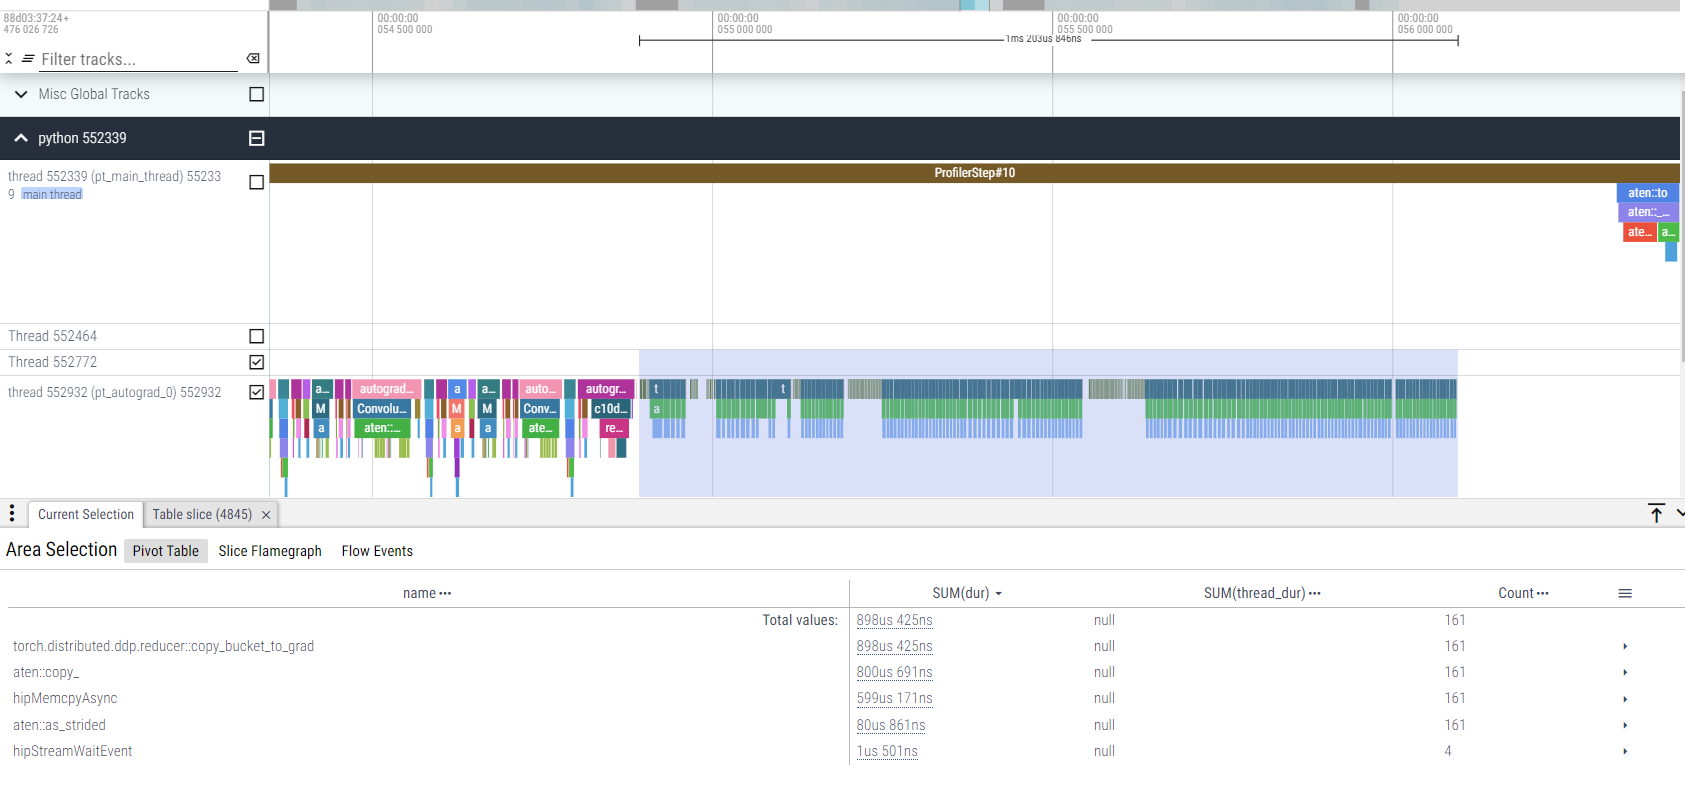 88d03:37:24+
476 026 726
00:00:00
054 500 000
00:00:00
055 000 000
00:00:00
055 500 000
00:00:00
056 000 000
1ms 203us 846ns
Filter tracks...
Misc Global Tracks
python 552339
thread 552339 (pt_main_thread) 55233
9 main thread
ProfilerStep#10
aten::to
aten::_...
ate... a...
Thread 552464
Thread 552772
thread 552932 (pt_autograd_0) 552932
a... autograd... a a... auto... autogr... t t
M Convolu... M M Conv... c10d... a
a aten::... a a ate... re...
Current Selection
Table slice (4845)
Area Selection Pivot Table Slice Flamegraph Flow Events
name SUM(dur) SUM(thread_dur) Count
Total values: 898us 425ns null 161
torch.distributed.ddp.reducer::copy_bucket_to_grad 898us 425ns null 161
aten::copy_ 800us 691ns null 161
hipMemcpyAsync 599us 171ns null 161
aten::as_strided 80us 861ns null 161
hipStreamWaitEvent 1us 501ns null 4